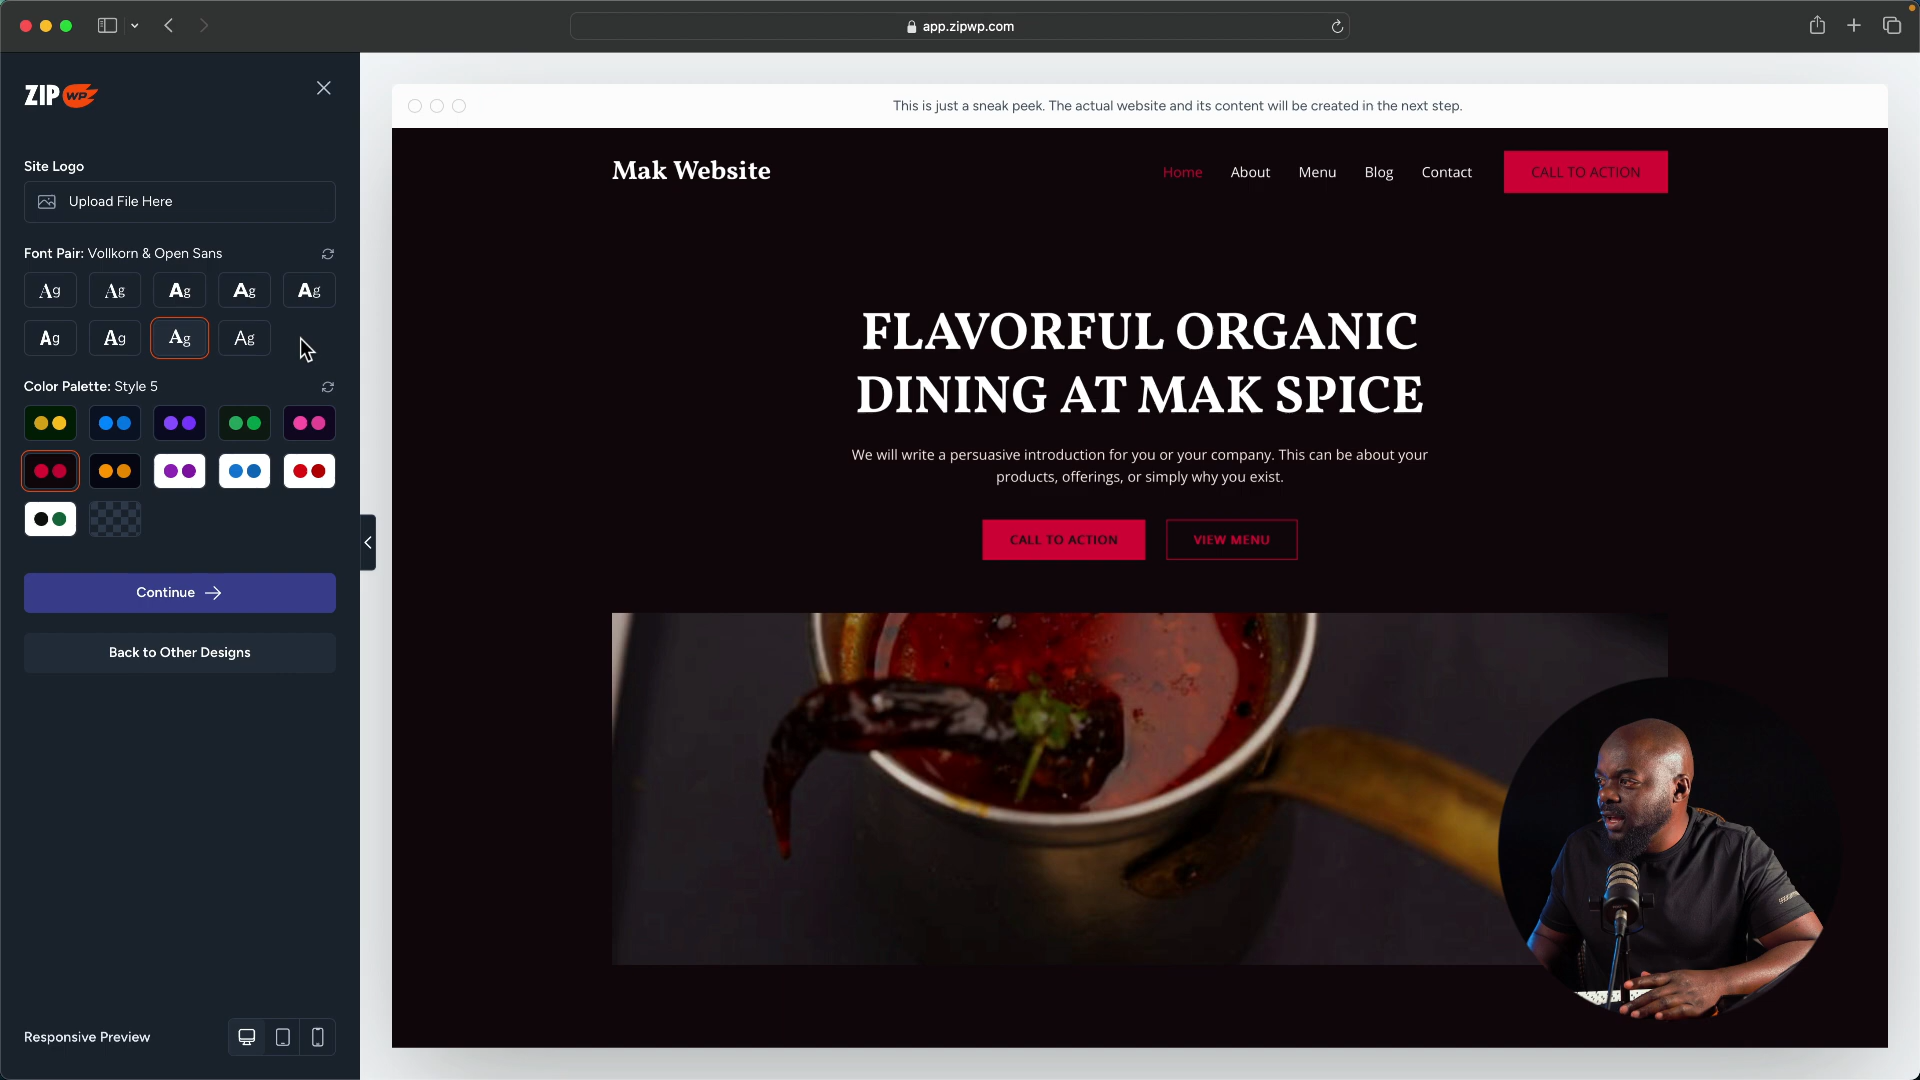 app.zipwp.com
ZIP WP
This is just a sneak peek. The actual website and its content will be created in the next step.
Site Logo
Upload File Here
Font Pair: Vollkorn & Open Sans
Ag Ag Ag Ag Ag
Ag Ag Ag Ag
Color Palette: Style 5
Continue
Back to Other Designs
Responsive Preview
Mak Website
Home About Menu Blog Contact CALL TO ACTION
FLAVORFUL ORGANIC
DINING AT MAK SPICE
We will write a persuasive introduction for you or your company. This can be about your
products, offerings, or simply why you exist.
CALL TO ACTION VIEW MENU